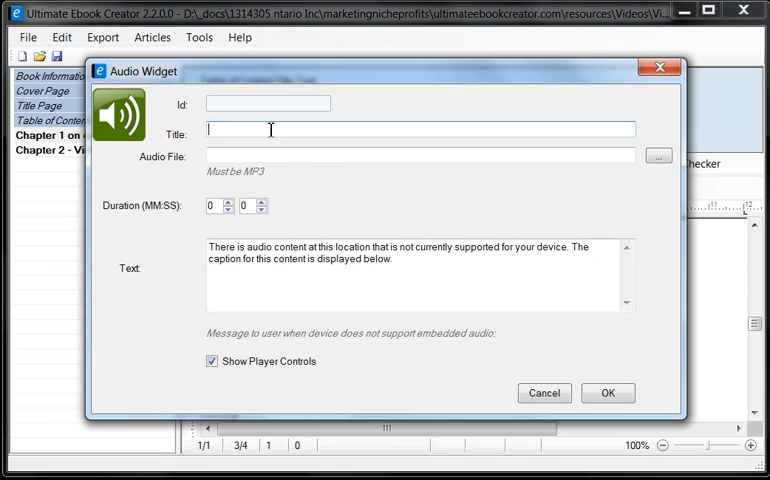 Ultimate Ebook Creator 2.2.0.0 - D:\_docs\1314305 ntario Inc\marketingnicheprofits\ultimateebookcreator.com\resources\Videos\Vi...
File Edit Export Articles Tools Help
Book Informatio
Cover Page
Title Page
Table of Conten
Chapter 1 on
Chapter 2 - Vi
Audio Widget
Id:
Title:
Audio File:
...
Must be MP3
Duration (MM:SS): 0 0
Text:
There is audio content at this location that is not currently supported for your device. The
caption for this content is displayed below.
Message to user when device does not support embedded audio:
Show Player Controls
Cancel OK
hecker
11 12
1/1 3/4 1 0 100%